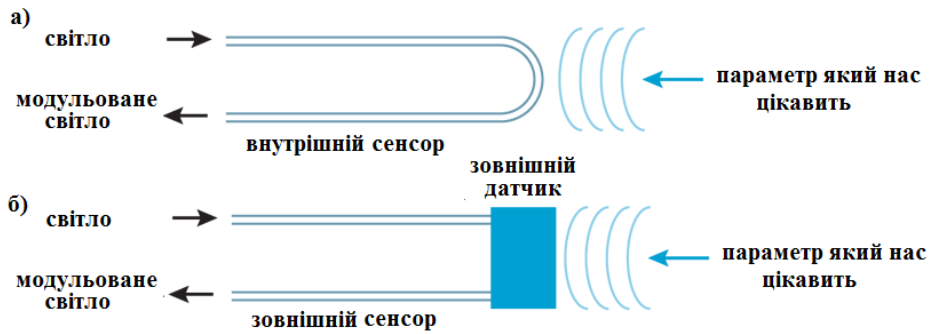 а)
світло
модульоване
світло
внутрішній сенсор
параметр який нас
цікавить
зовнішній
датчик
б)
світло
модульоване
світло
зовнішній сенсор
параметр який нас
цікавить